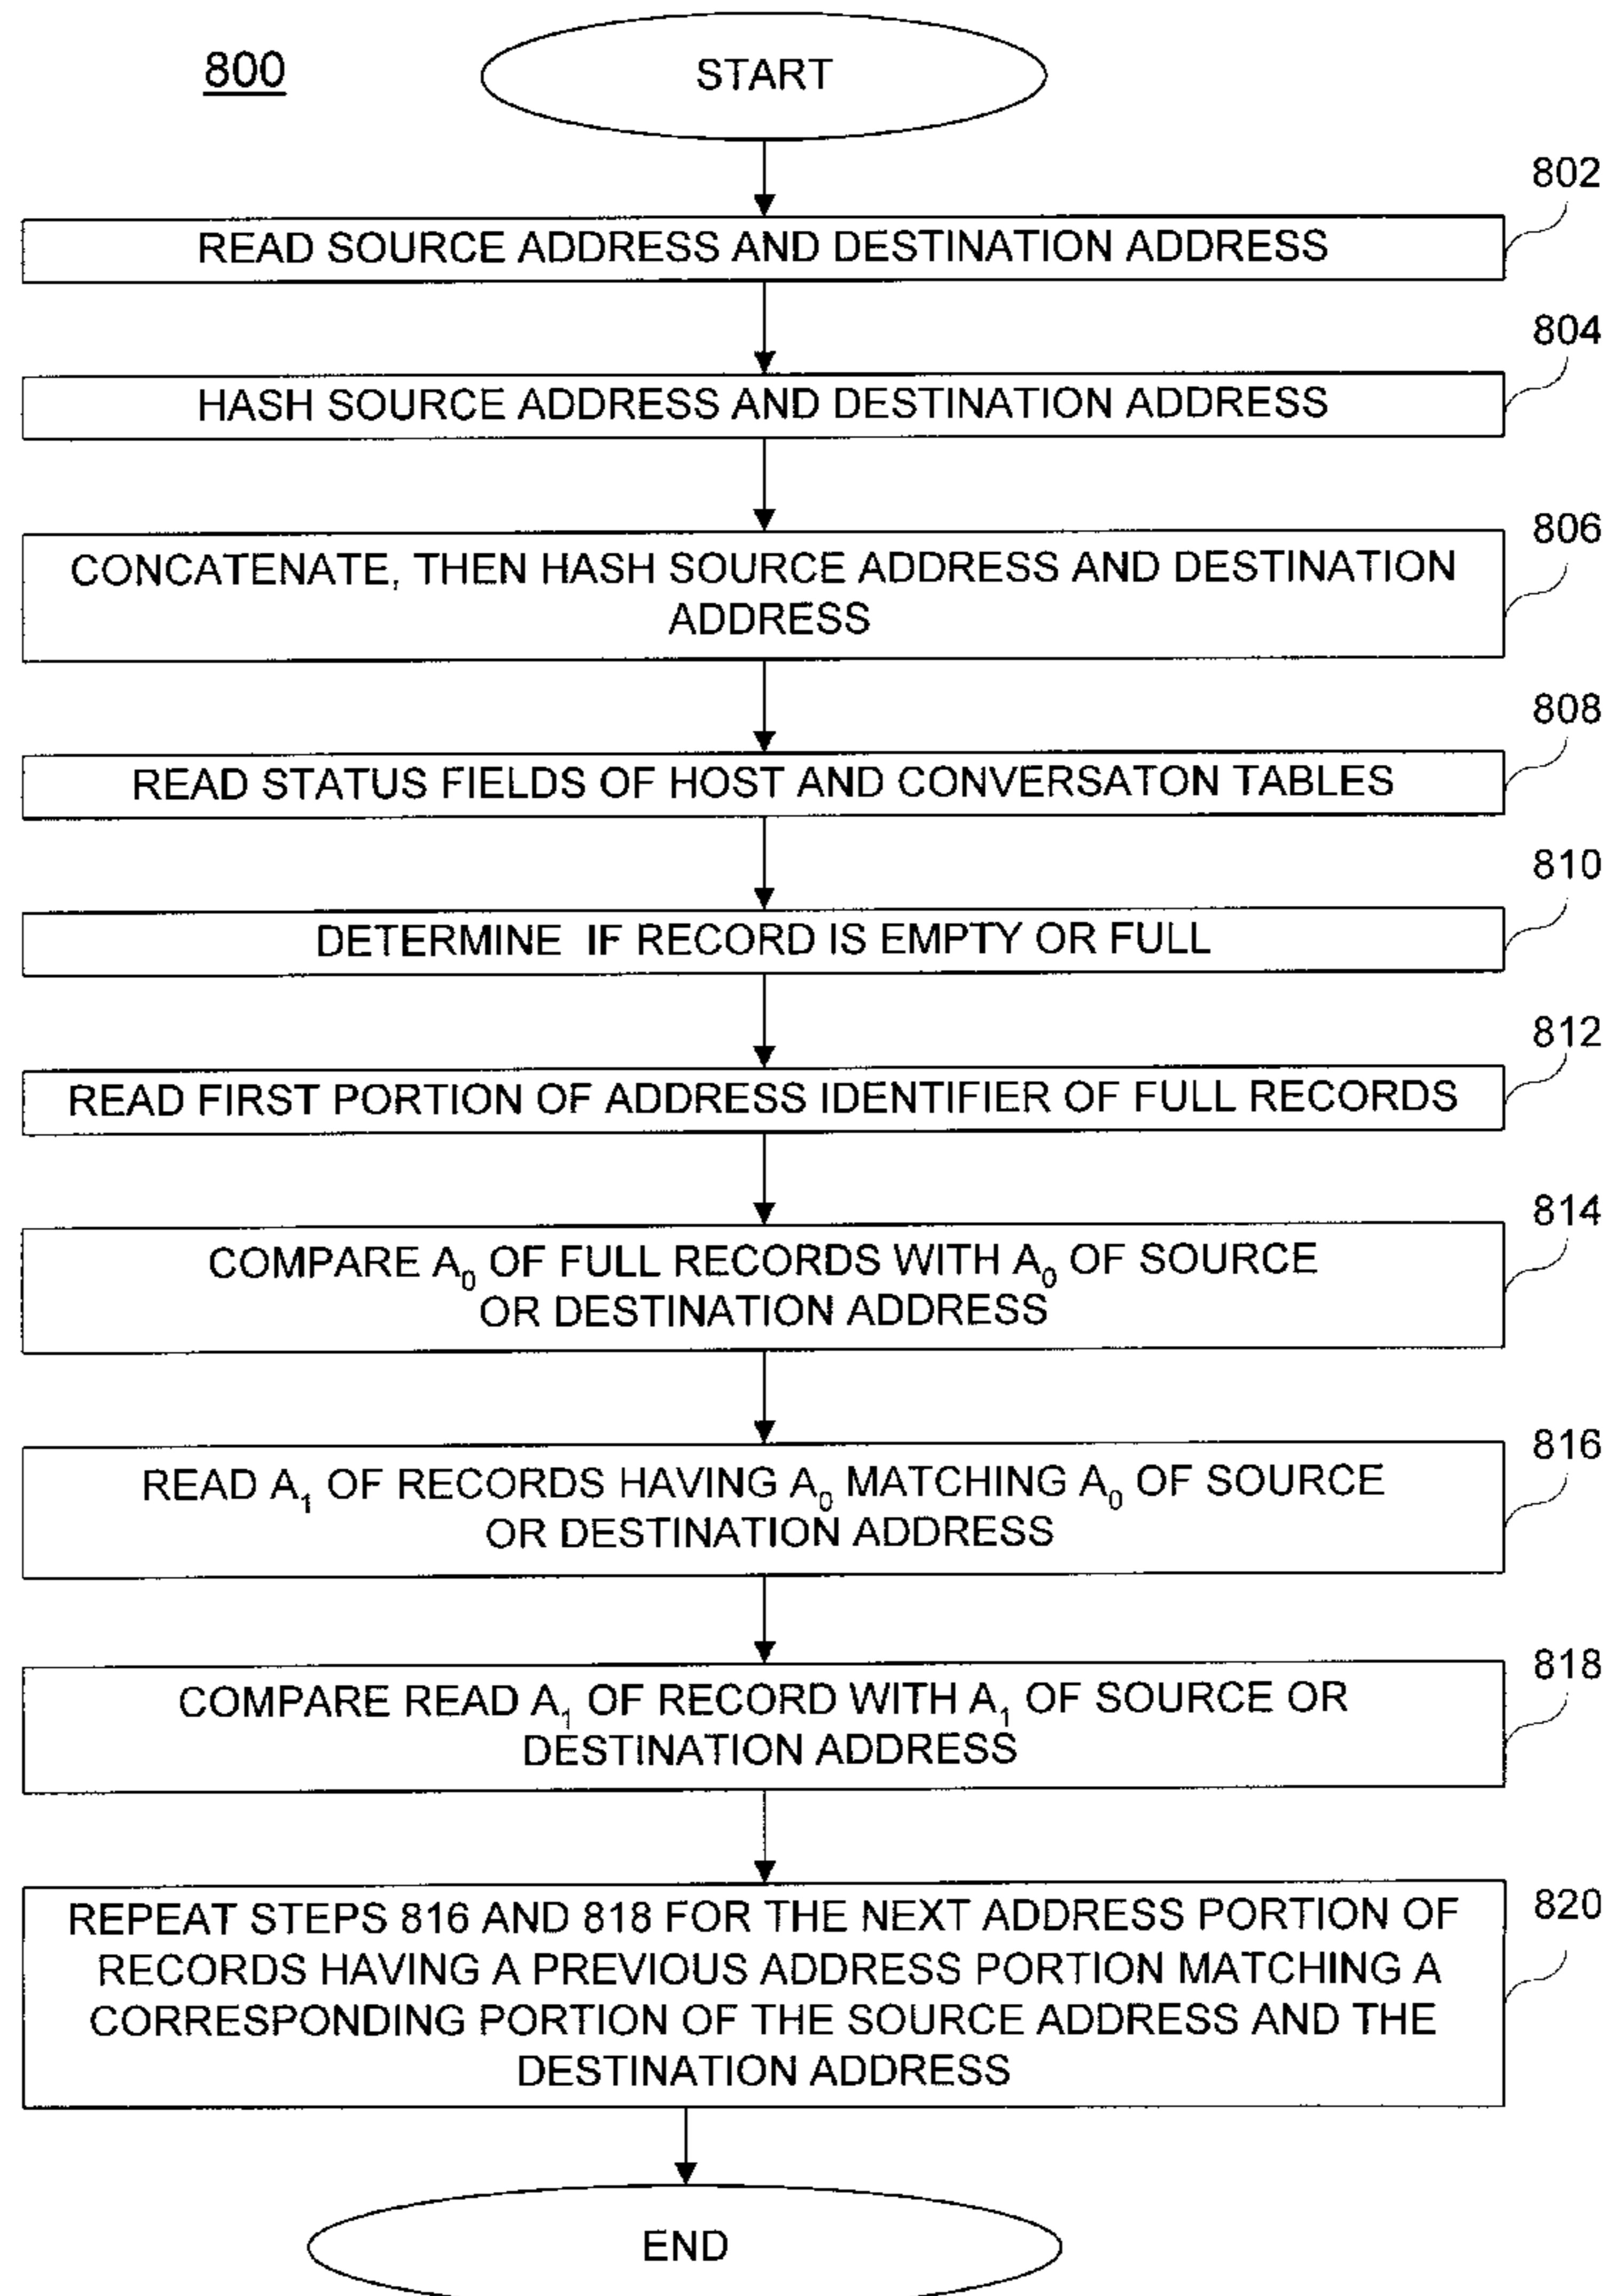 800
START
802
READ SOURCE ADDRESS AND DESTINATION ADDRESS
804
HASH SOURCE ADDRESS AND DESTINATION ADDRESS
806
CONCATENATE, THEN HASH SOURCE ADDRESS AND DESTINATION
ADDRESS
808
READ STATUS FIELDS OF HOST AND CONVERSATON TABLES
810
DETERMINE IF RECORD IS EMPTY OR FULL
812
READ FIRST PORTION OF ADDRESS IDENTIFIER OF FULL RECORDS
814
COMPARE A₀ OF FULL RECORDS WITH A₀ OF SOURCE
OR DESTINATION ADDRESS
816
READ A₁ OF RECORDS HAVING A₀ MATCHING A₀ OF SOURCE
OR DESTINATION ADDRESS
818
COMPARE READ A₁ OF RECORD WITH A₁ OF SOURCE OR
DESTINATION ADDRESS
820
REPEAT STEPS 816 AND 818 FOR THE NEXT ADDRESS PORTION OF
RECORDS HAVING A PREVIOUS ADDRESS PORTION MATCHING A
CORRESPONDING PORTION OF THE SOURCE ADDRESS AND THE
DESTINATION ADDRESS
END